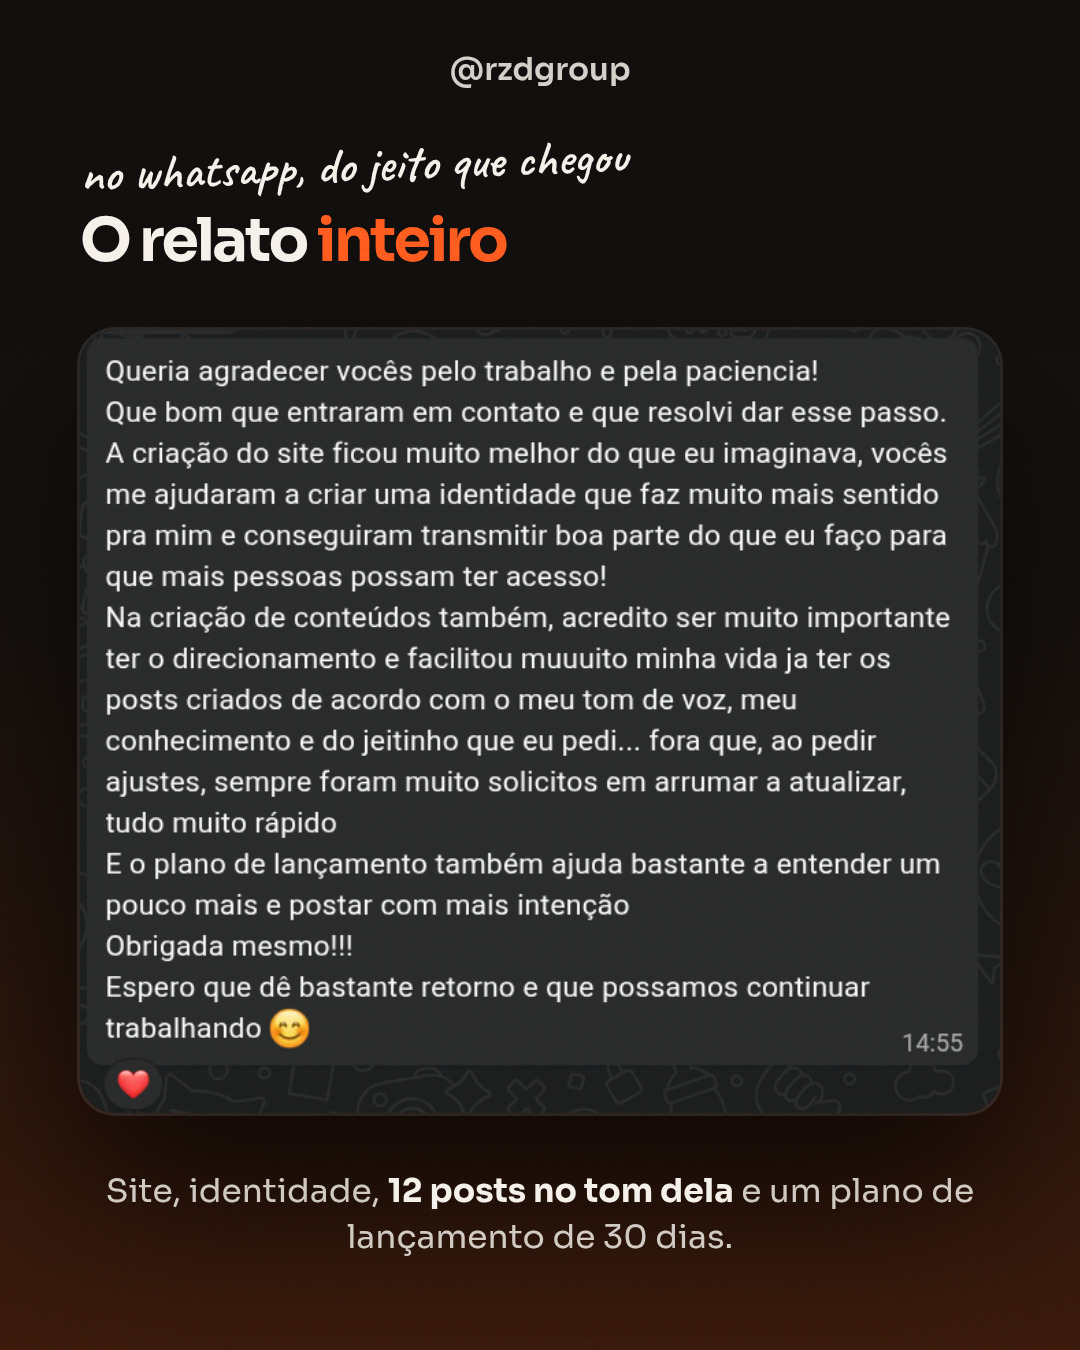 @rzdgroup
no whatsapp, do jeito que chegou
O relato inteiro
Queria agradecer vocês pelo trabalho e pela paciencia!
Que bom que entraram em contato e que resolvi dar esse passo.
A criação do site ficou muito melhor do que eu imaginava, vocês
me ajudaram a criar uma identidade que faz muito mais sentido
pra mim e conseguiram transmitir boa parte do que eu faço para
que mais pessoas possam ter acesso!
Na criação de conteúdos também, acredito ser muito importante
ter o direcionamento e facilitou muuuito minha vida ja ter os
posts criados de acordo com o meu tom de voz, meu
conhecimento e do jeitinho que eu pedi... fora que, ao pedir
ajustes, sempre foram muito solicitos em arrumar a atualizar,
tudo muito rápido
E o plano de lançamento também ajuda bastante a entender um
pouco mais e postar com mais intenção
Obrigada mesmo!!!
Espero que dê bastante retorno e que possamos continuar
trabalhando 😊
14:55
Site, identidade, 12 posts no tom dela e um plano de
lançamento de 30 dias.